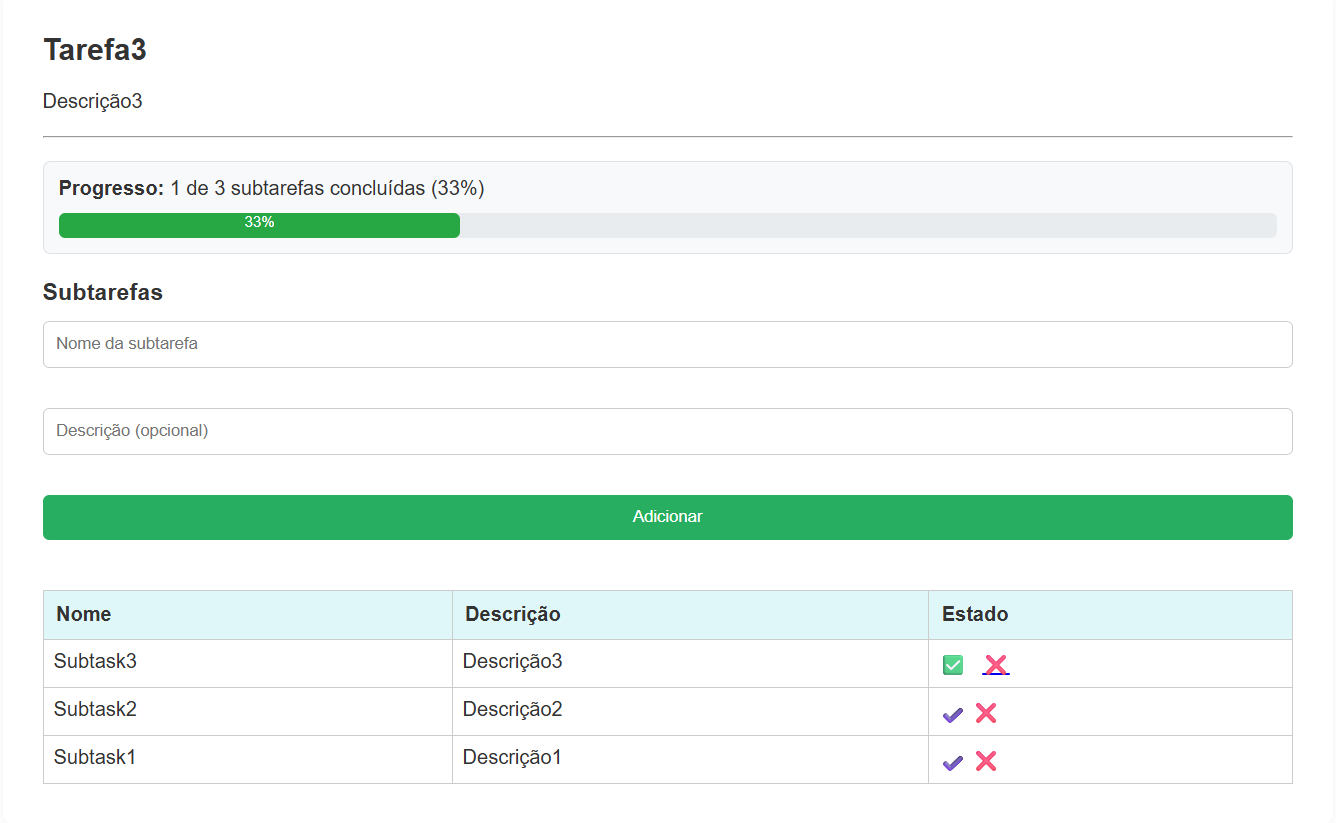 Tarefa3
Descrição3
Progresso: 1 de 3 subtarefas concluídas (33%)
33%
Subtarefas
Nome da subtarefa
Descrição (opcional)
Adicionar
Nome Descrição Estado
Subtask3 Descrição3
Subtask2 Descrição2
Subtask1 Descrição1